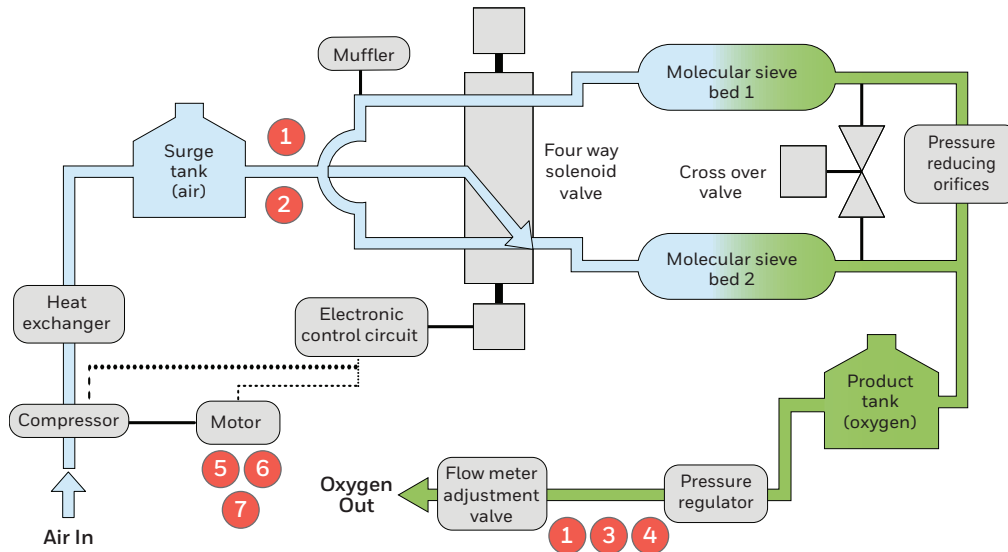 Muffler
Molecular sieve
bed 1
1
Surge
tank
(air)
2
Four way
solenoid
valve
Cross over
valve
Pressure
reducing
orifices
Molecular sieve
bed 2
Heat
exchanger
Electronic
control circuit
Product
tank
(oxygen)
Compressor
Motor
5
6
7
Air In
Oxygen
Out
Flow meter
adjustment
valve
Pressure
regulator
1
3
4